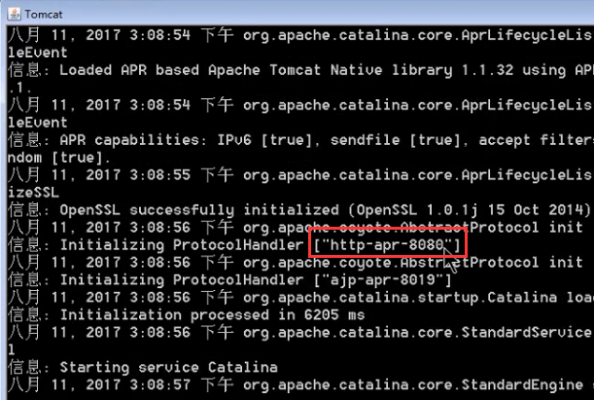 Tomcat
八月 11, 2017 3:08:54 下午 org.apache.catalina.core.AprLifecycleLis
leEvent
信息: Loaded APR based Apache Tomcat Native library 1.1.32 using AP
.1.
八月 11, 2017 3:08:54 下午 org.apache.catalina.core.AprLifecycleLis
leEvent
信息: APR capabilities: IPv6 [true], sendfile [true], accept filter
ndom [true].
八月 11, 2017 3:08:55 下午 org.apache.catalina.core.AprLifecycleLis
izeSSL
信息: OpenSSL successfully initialized (OpenSSL 1.0.1j 15 Oct 2014)
八月 11, 2017 3:08:56 下午 org.apache.coyote.AbstractProtocol init
信息: Initializing ProtocolHandler ["http-apr-8080"]
八月 11, 2017 3:08:56 下午 org.apache.coyote.AbstractProtocol init
信息: Initializing ProtocolHandler ["ajp-apr-8019"]
八月 11, 2017 3:08:56 下午 org.apache.catalina.startup.Catalina loa
信息: Initialization processed in 6205 ms
八月 11, 2017 3:08:56 下午 org.apache.catalina.core.StandardService
l
信息: Starting service Catalina
八月 11, 2017 3:08:57 下午 org.apache.catalina.core.StandardEngine